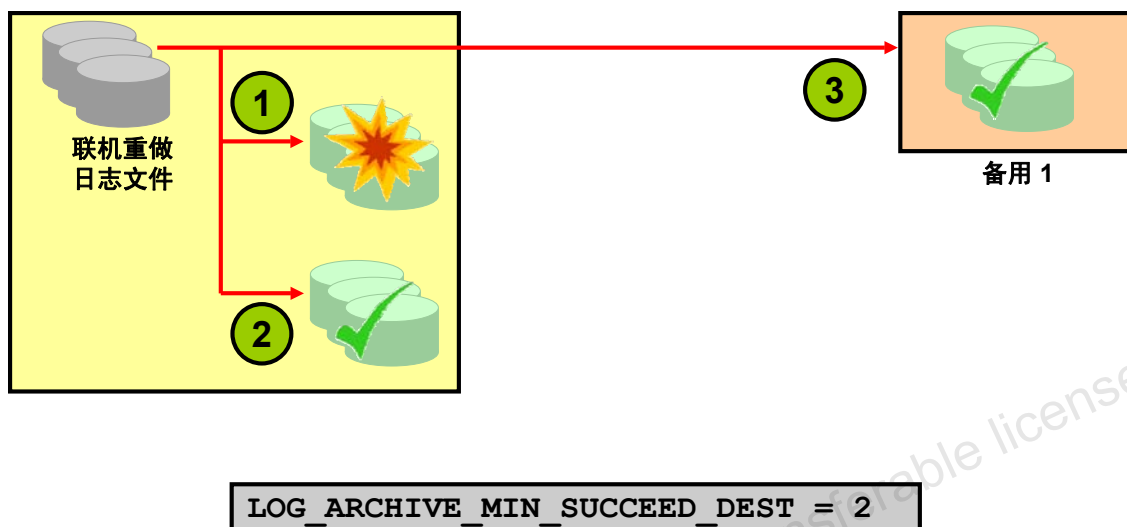 1
联机重做
日志文件
2
3
备用 1
LOG_ARCHIVE_MIN_SUCCEED_DEST = 2